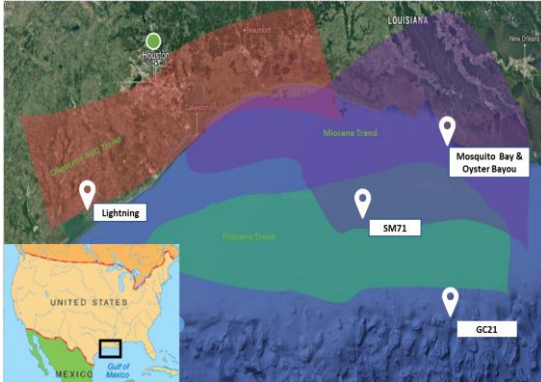 LOUISIANA
Beaumont
New Orleans
Houston
Galveston
Miocene Trend
Mosquito Bay &
Oyster Bayou
Lightning
SM71
Pliocene Trend
GC21
UNITED STATES
MEXICO
Gulf of
Mexico